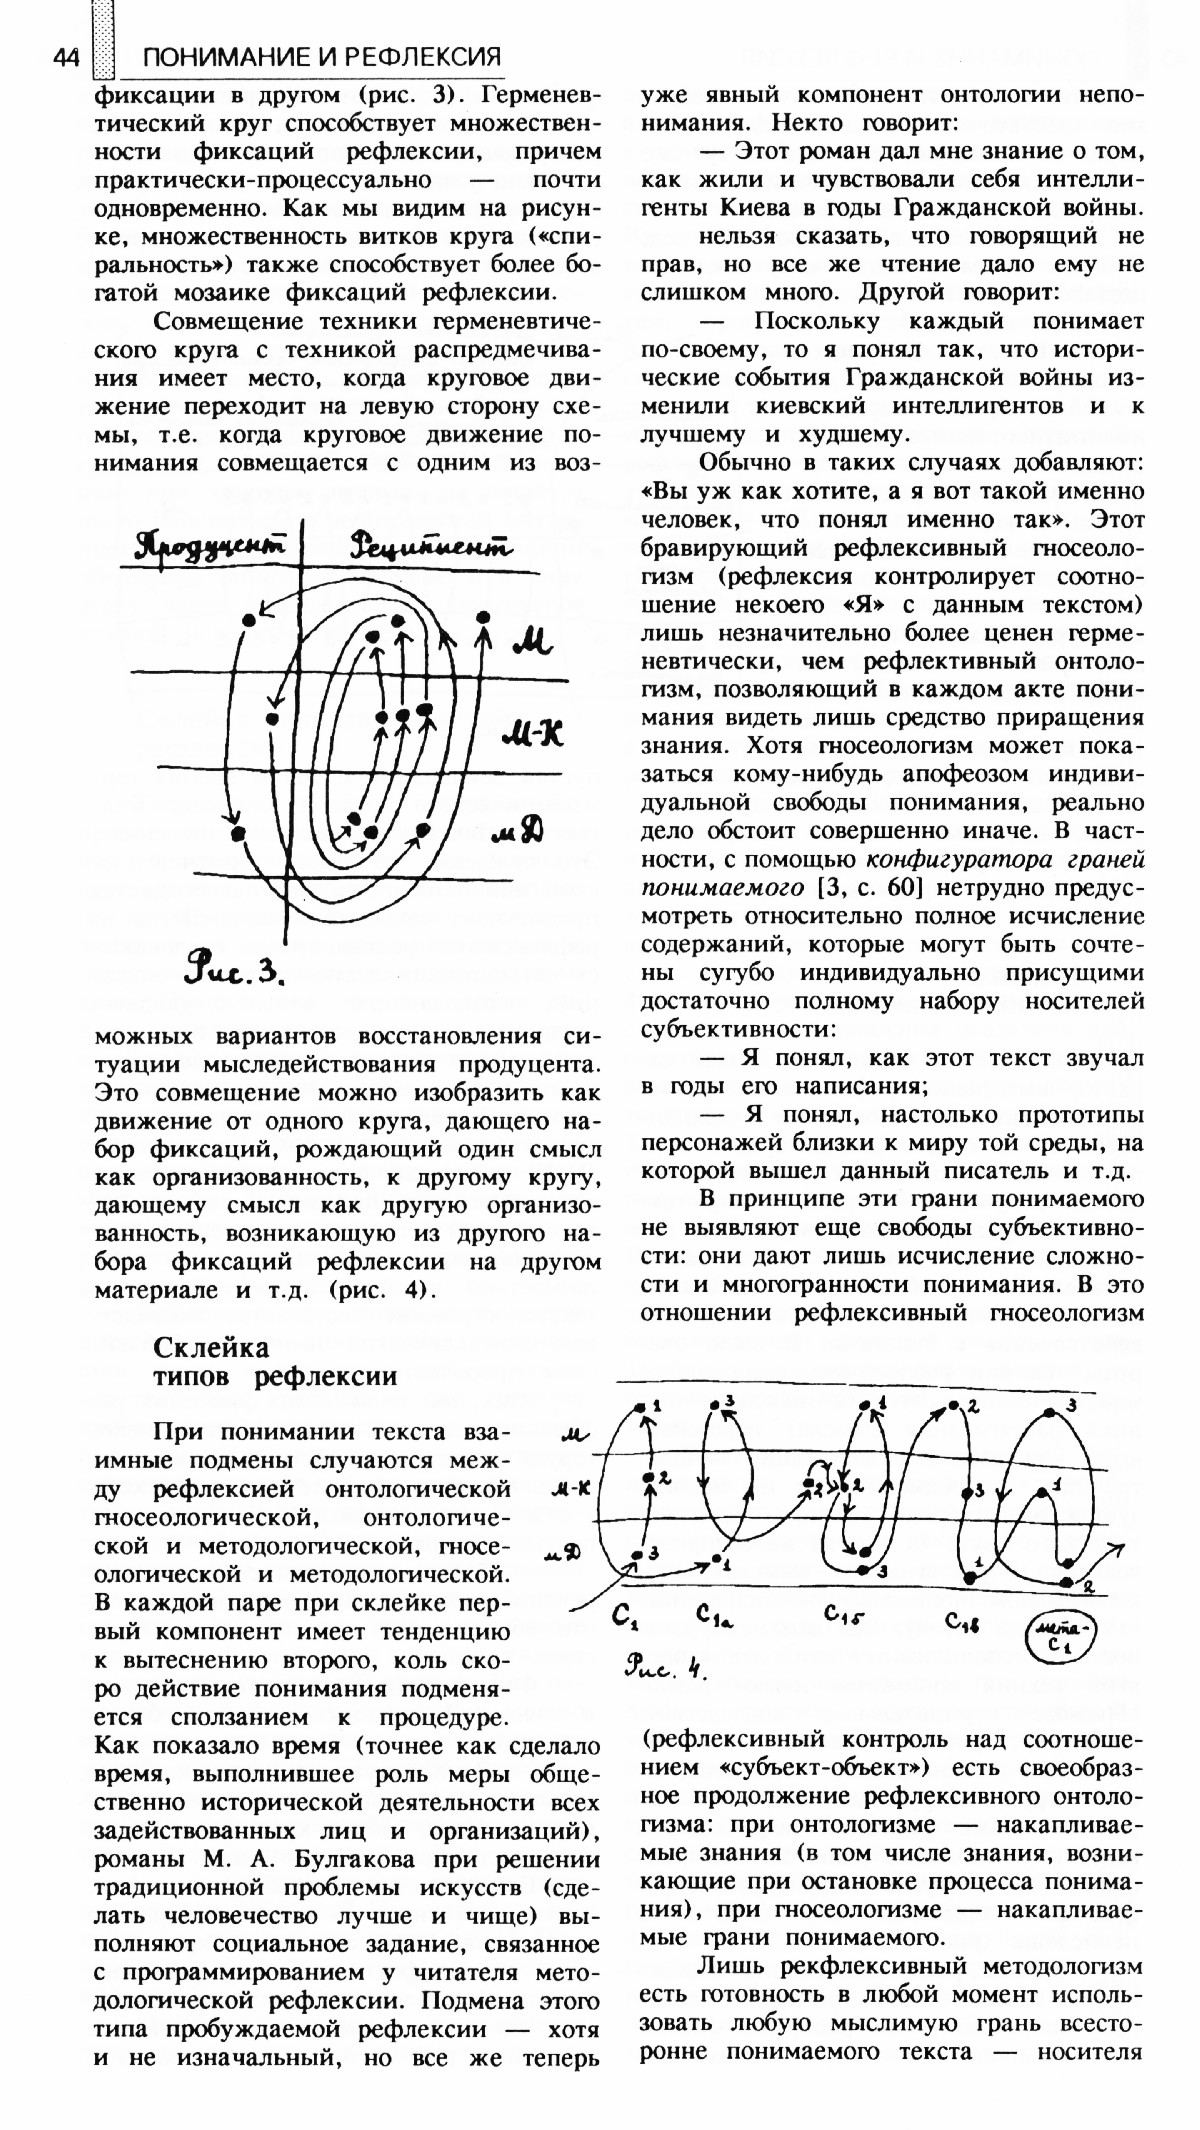 44
ПОНИМАНИЕ И РЕФЛЕКСИЯ
фиксации в другом (рис. 3). Герменев-
тический круг способствует множествен-
ности фиксаций рефлексии, причем
практически-процессуально — почти
одновременно. Как мы видим на рисун-
ке, множественность витков круга («спи-
ральность») также способствует более бо-
гатой мозаике фиксаций рефлексии.
Совмещение техники герменевтиче-
ского круга с техникой распредмечива-
ния имеет место, когда круговое дви-
жение переходит на левую сторону схе-
мы, т.е. когда круговое движение по-
нимания совмещается с одним из воз-
Продуцент
Реципиент
М
М-К
мД
Рис. 3.
можных вариантов восстановления си-
туации мыследействования продуцента.
Это совмещение можно изобразить как
движение от одного круга, дающего на-
бор фиксаций, рождающий один смысл
как организованность, к другому кругу,
дающему смысл как другую организо-
ванность, возникающую из другого на-
бора фиксаций рефлексии на другом
материале и т.д. (рис. 4).
Склейка
типов рефлексии
При понимании текста вза-
имные подмены случаются меж-
ду рефлексией онтологической
гносеологической, онтологиче-
ской и методологической, гносе-
ологической и методологической.
В каждой паре при склейке пер-
вый компонент имеет тенденцию
к вытеснению второго, коль ско-
ро действие понимания подменя-
ется сползанием к процедуре.
Как показало время (точнее как сделало
время, выполнившее роль меры обще-
ственно исторической деятельности всех
задействованных лиц и организаций),
романы М. А. Булгакова при решении
традиционной проблемы искусств (сде-
лать человечество лучше и чище) вы-
полняют социальное задание, связанное
с программированием у читателя мето-
дологической рефлексии. Подмена этого
типа пробуждаемой рефлексии — хотя
и не изначальный, но все же теперь
уже явный компонент онтологии непо-
нимания. Некто говорит:
— Этот роман дал мне знание о том,
как жили и чувствовали себя интелли-
генты Киева в годы Гражданской войны.
нельзя сказать, что говорящий не
прав, но все же чтение дало ему не
слишком много. Другой говорит:
— Поскольку каждый понимает
по-своему, то я понял так, что истори-
ческие события Гражданской войны из-
менили киевский интеллигентов и к
лучшему и худшему.
Обычно в таких случаях добавляют:
«Вы уж как хотите, а я вот такой именно
человек, что понял именно так». Этот
бравирующий рефлексивный гносеоло-
гизм (рефлексия контролирует соотно-
шение некоего «Я» с данным текстом)
лишь незначительно более ценен герме-
невтически, чем рефлективный онтоло-
гизм, позволяющий в каждом акте пони-
мания видеть лишь средство приращения
знания. Хотя гносеологизм может пока-
заться кому-нибудь апофеозом индиви-
дуальной свободы понимания, реально
дело обстоит совершенно иначе. В част-
ности, с помощью конфигуратора граней
понимаемого [3, с. 60] нетрудно предус-
мотреть относительно полное исчисление
содержаний, которые могут быть сочте-
ны сугубо индивидуально присущими
достаточно полному набору носителей
субъективности:
— Я понял, как этот текст звучал
в годы его написания;
— Я понял, настолько прототипы
персонажей близки к миру той среды, на
которой вышел данный писатель и т.д.
В принципе эти грани понимаемого
не выявляют еще свободы субъективно-
сти: они дают лишь исчисление сложно-
сти и многогранности понимания. В это
отношении рефлексивный гносеологизм
1 3 1 2 3
М
М-К 2 2 2 3 1
мД 3 1 3 1 2
С₁ С₁ₐ С₁б С₁в мета-
С₁
Рис. 4.
(рефлексивный контроль над соотноше-
нием «субъект-объект») есть своеобраз-
ное продолжение рефлексивного онтоло-
гизма: при онтологизме — накапливае-
мые знания (в том числе знания, возни-
кающие при остановке процесса понима-
ния), при гносеологизме — накапливае-
мые грани понимаемого.
Лишь рекфлексивный методологизм
есть готовность в любой момент исполь-
зовать любую мыслимую грань всесто-
ронне понимаемого текста — носителя